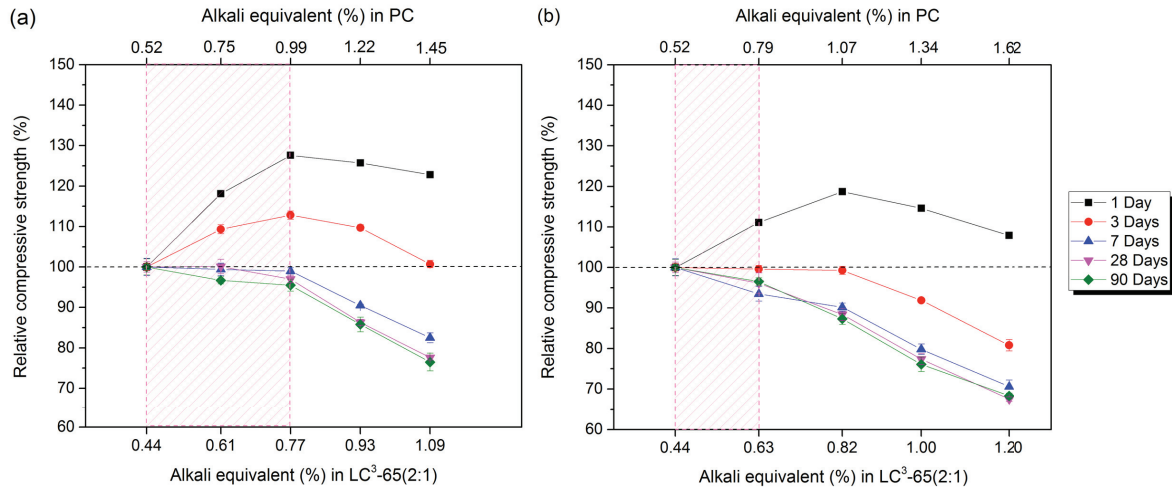 (a)
Alkali equivalent (%) in PC
0.52 0.75 0.99 1.22 1.45
150
140
130
120
110
100
90
80
70
60
Relative compressive strength (%)
0.44 0.61 0.77 0.93 1.09
Alkali equivalent (%) in LC³-65(2:1)
(b)
Alkali equivalent (%) in PC
0.52 0.79 1.07 1.34 1.62
150
140
130
120
110
100
90
80
70
60
Relative compressive strength (%)
0.44 0.63 0.82 1.00 1.20
Alkali equivalent (%) in LC³-65(2:1)
1 Day
3 Days
7 Days
28 Days
90 Days